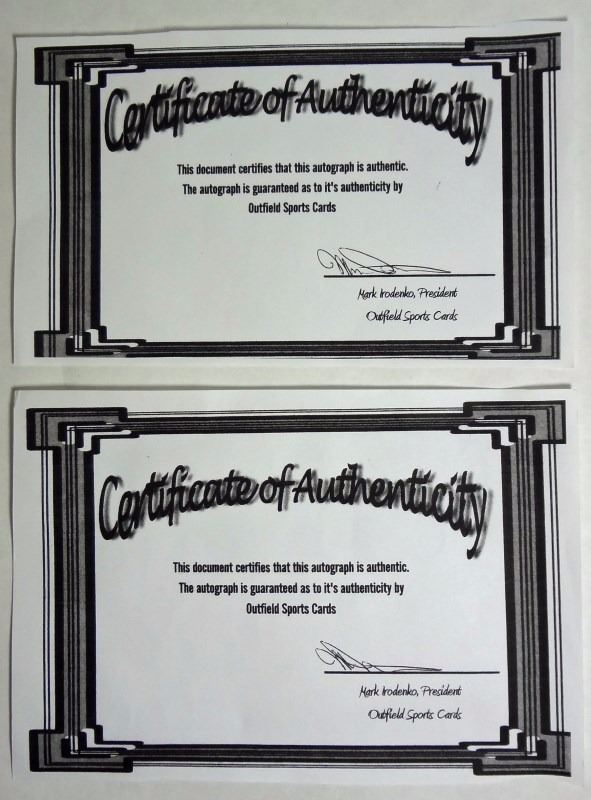 Certificate of Authenticity
This document certifies that this autograph is authentic.
The autograph is guaranteed as to it's authenticity by
Outfield Sports Cards
Mark Irodenko, President
Outfield Sports Cards
Certificate of Authenticity
This document certifies that this autograph is authentic.
The autograph is guaranteed as to it's authenticity by
Outfield Sports Cards
Mark Irodenko, President
Outfield Sports Cards